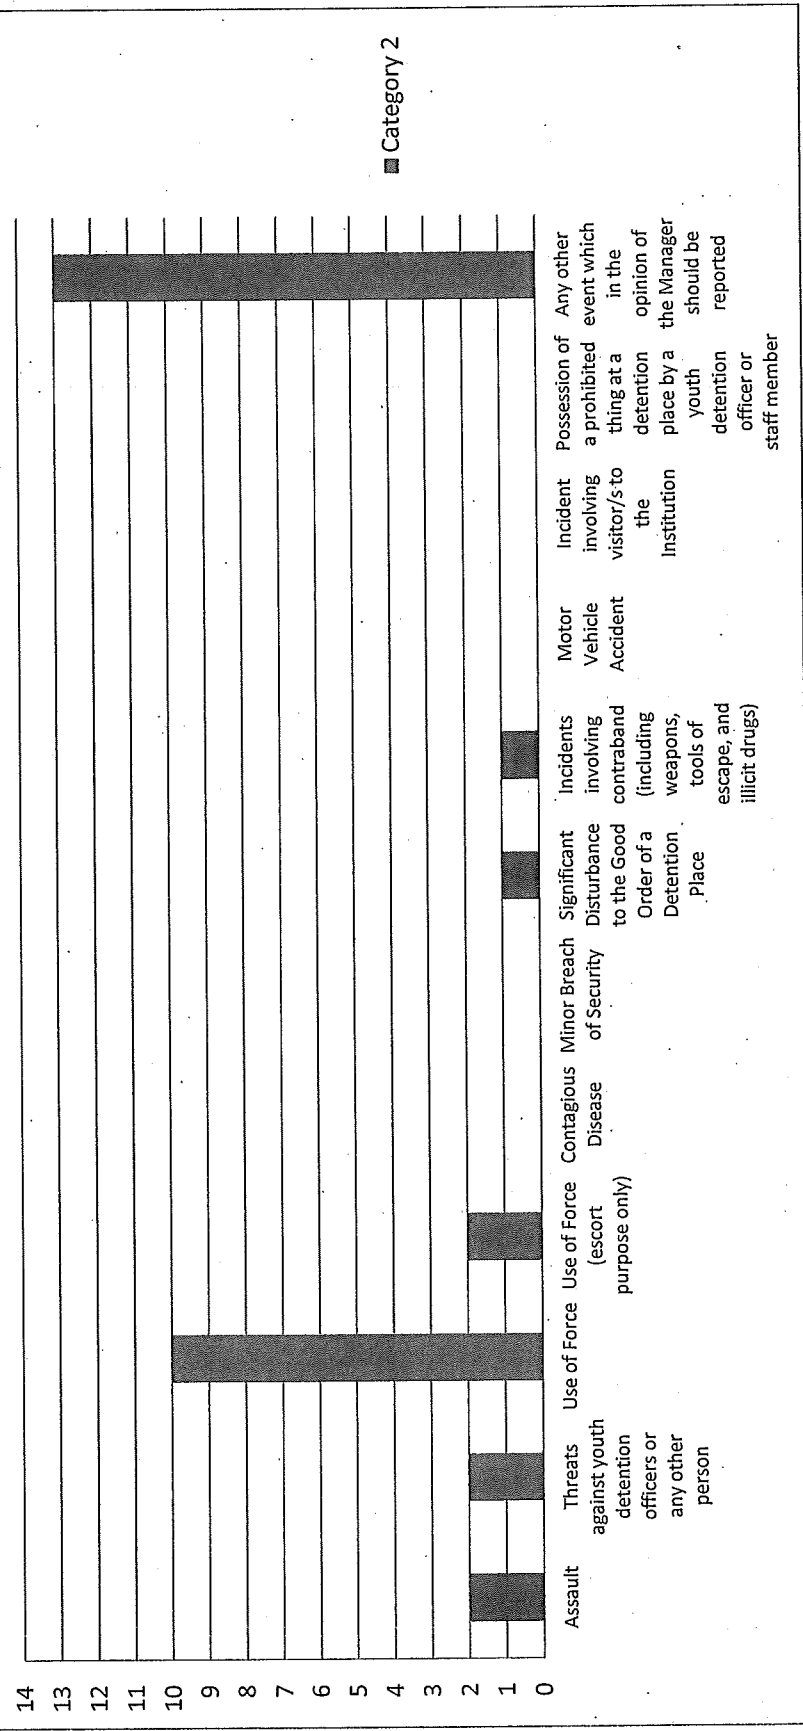 14
13
12
11
10
9
8
7
6
5
4
3
2
1
0
Assault
Threats
against youth
detention
officers or
any other
person
Use of Force
Use of Force
(escort
purpose only)
Contagious
Disease
Minor Breach
of Security
Significant
Disturbance
to the Good
Order of a
Detention
Place
Incidents
involving
contraband
(including
weapons,
tools of
escape, and
illicit drugs)
Motor
Vehicle
Accident
Incident
involving
visitor/s to
the
Institution
Possession of
a prohibited
thing at a
detention
place by a
youth
detention
officer or
staff member
Any other
event which
in the
opinion of
the Manager
should be
reported
Category 2